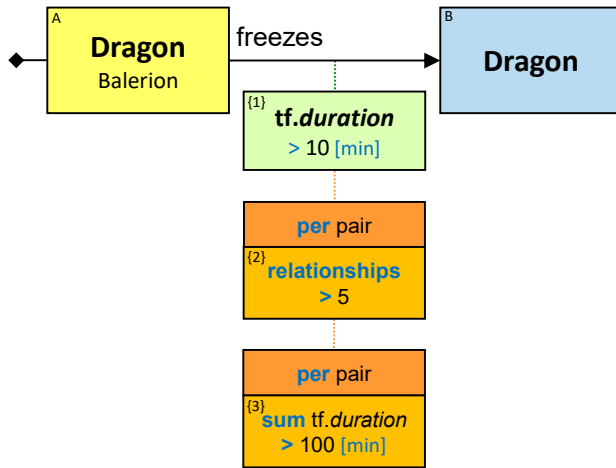 A
Dragon
Balerion
freezes
B
Dragon
{1}
tf.duration
> 10 [min]
per pair
{2}
relationships
> 5
per pair
{3}
sum tf.duration
> 100 [min]